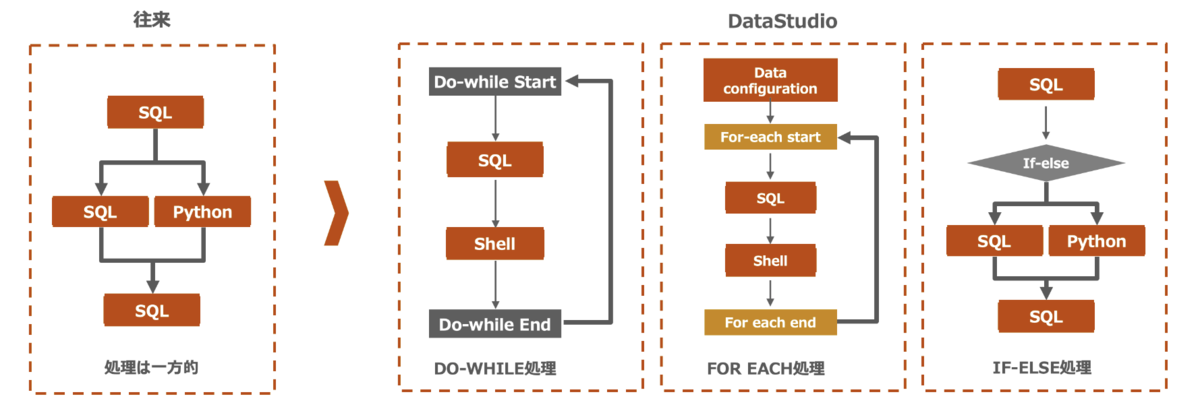 往来
SQL
SQL
Python
SQL
処理は一方的
DataStudio
Do-while Start
SQL
Shell
Do-while End
DO-WHILE処理
Data
configuration
For-each start
SQL
Shell
For each end
FOR EACH処理
SQL
If-else
SQL
Python
SQL
IF-ELSE処理